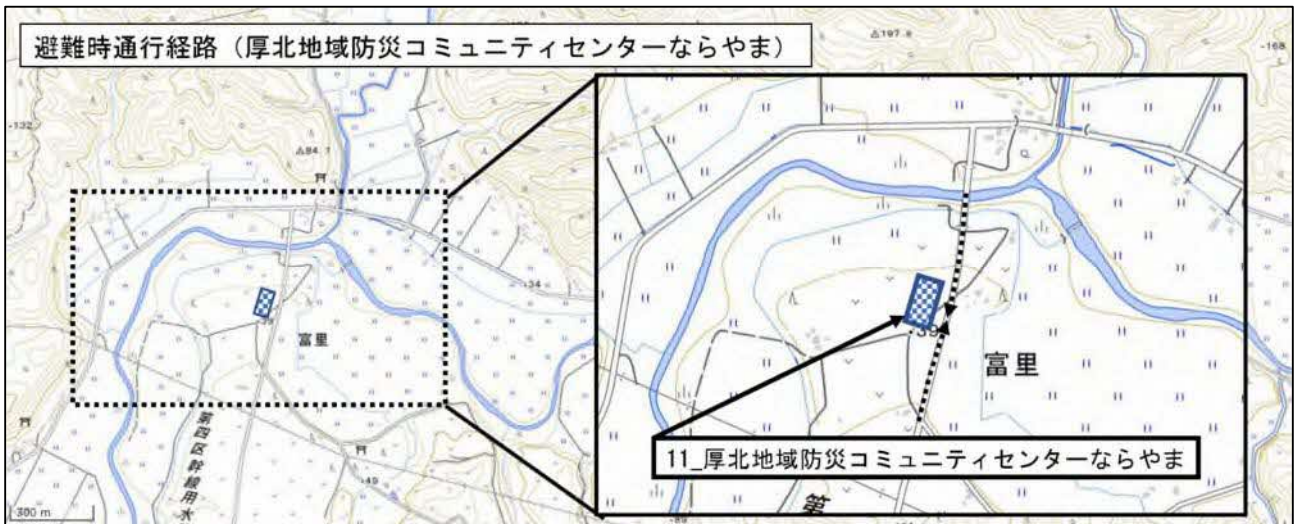 避難時通行経路（厚北地域防災コミュニティセンターならやま）
△197.8
-168
-132
△84.7
-34
富里
39
富里
11_厚北地域防災コミュニティセンターならやま
第四区幹線用水
第
-49
300 m